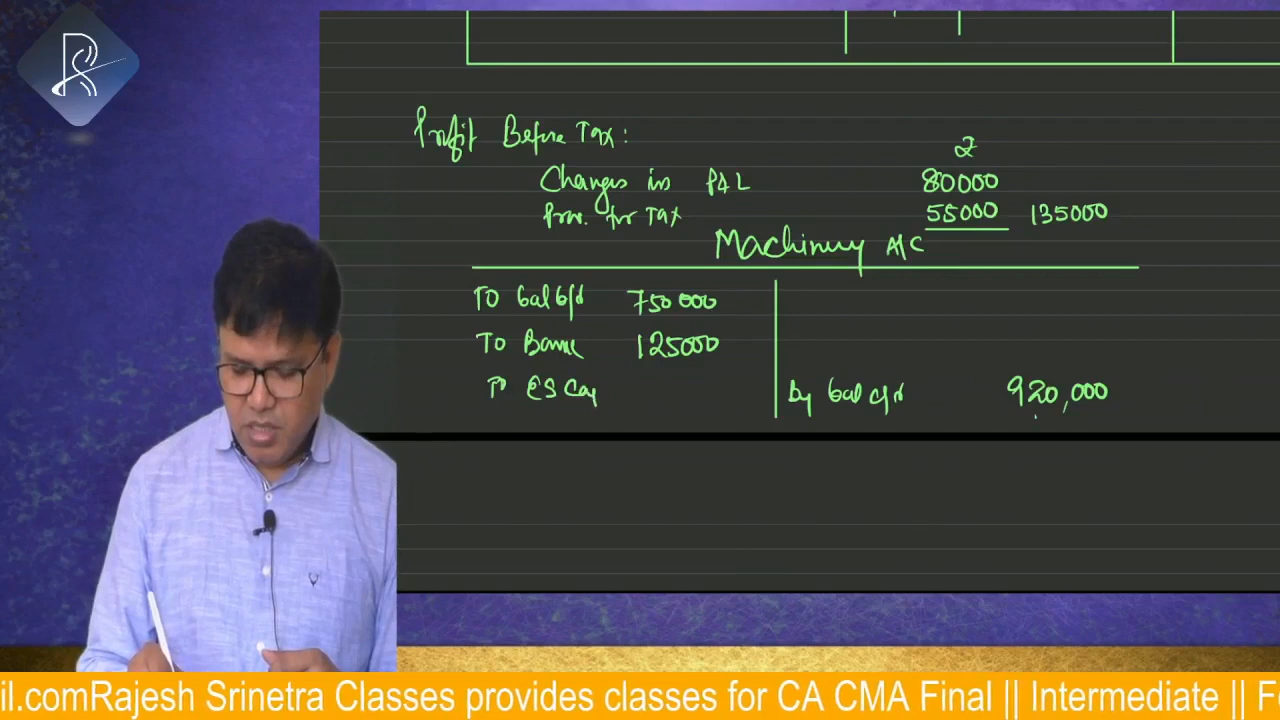 RS
Profit Before Tax:
₹
Changes in P&L 80000
Prov. for Tax 55000 135000
Machinery A/C
To bal b/d 750000
To Bank 125000
To ES Cap By bal c/d 920,000
il.comRajesh Srinetra Classes provides classes for CA CMA Final || Intermediate || F